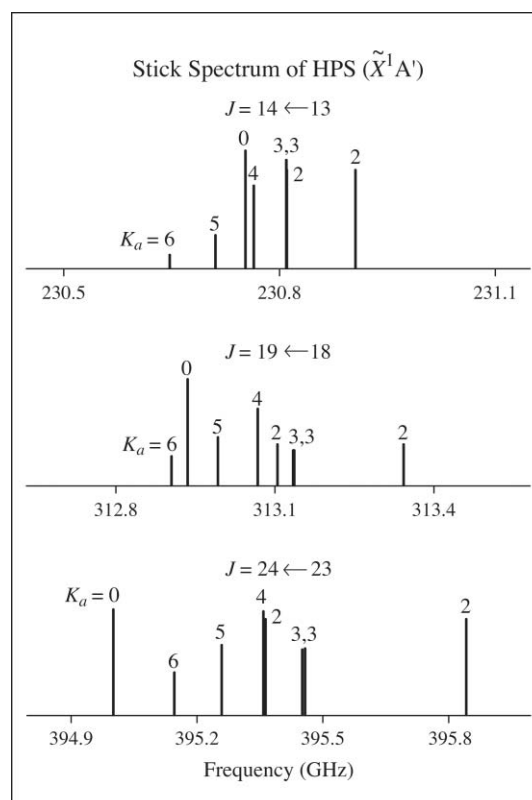 Stick Spectrum of HPS (X̃¹A')
J = 14 ←13
0
3,3
4
2
2
5
Kₐ = 6
230.5 230.8 231.1
J = 19 ←18
0
4
5
2
3,3
2
Kₐ = 6
312.8 313.1 313.4
J = 24 ←23
Kₐ = 0
4
2
2
5
3,3
6
394.9 395.2 395.5 395.8
Frequency (GHz)